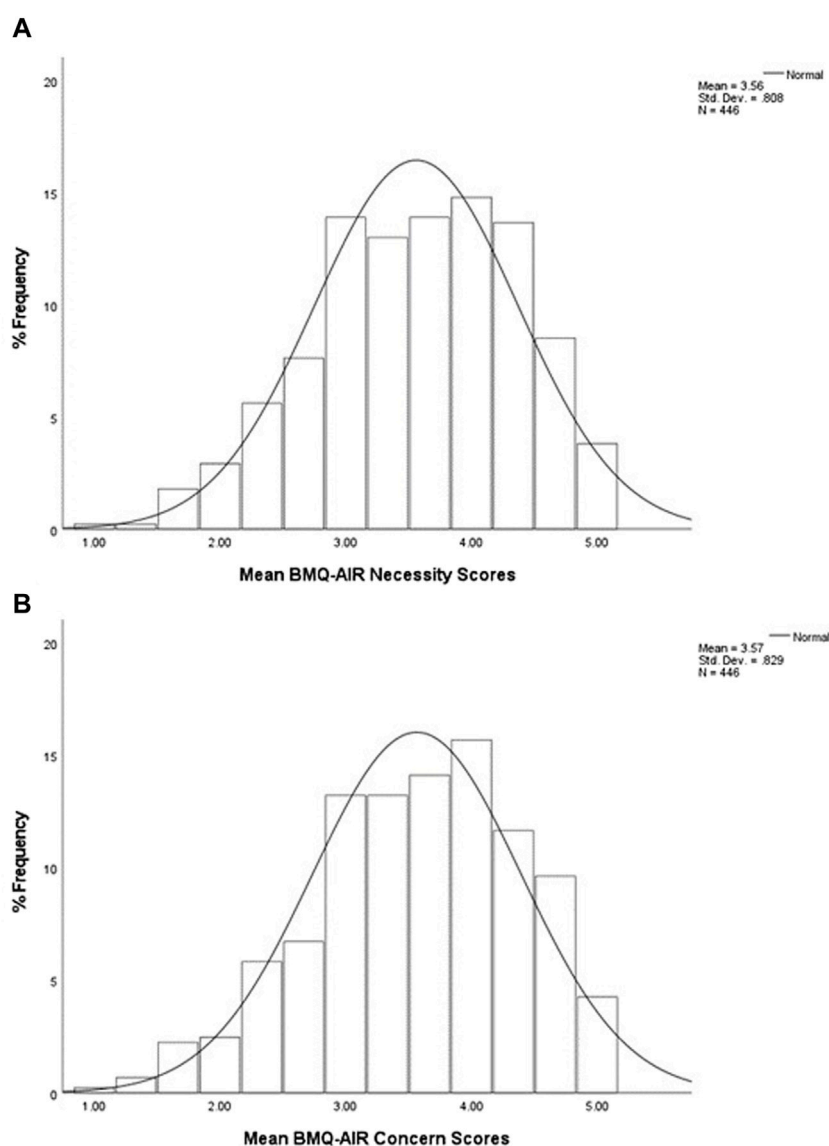 A
20
Normal
Mean = 3.56
Std. Dev. = .808
N = 446
15
% Frequency
10
5
0
1.00 2.00 3.00 4.00 5.00
Mean BMQ-AIR Necessity Scores
B
20
Normal
Mean = 3.57
Std. Dev. = .829
N = 446
15
% Frequency
10
5
0
1.00 2.00 3.00 4.00 5.00
Mean BMQ-AIR Concern Scores